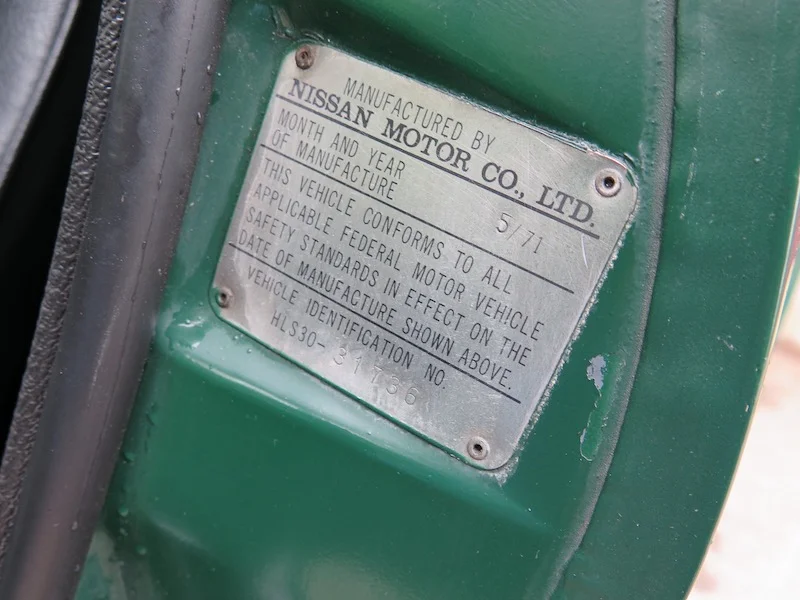 MANUFACTURED BY
NISSAN MOTOR CO., LTD.
MONTH AND YEAR
OF MANUFACTURE 5/71
THIS VEHICLE CONFORMS TO ALL
APPLICABLE FEDERAL MOTOR VEHICLE
SAFETY STANDARDS IN EFFECT ON THE
DATE OF MANUFACTURE SHOWN ABOVE.
VEHICLE IDENTIFICATION NO.
HLS30-31756